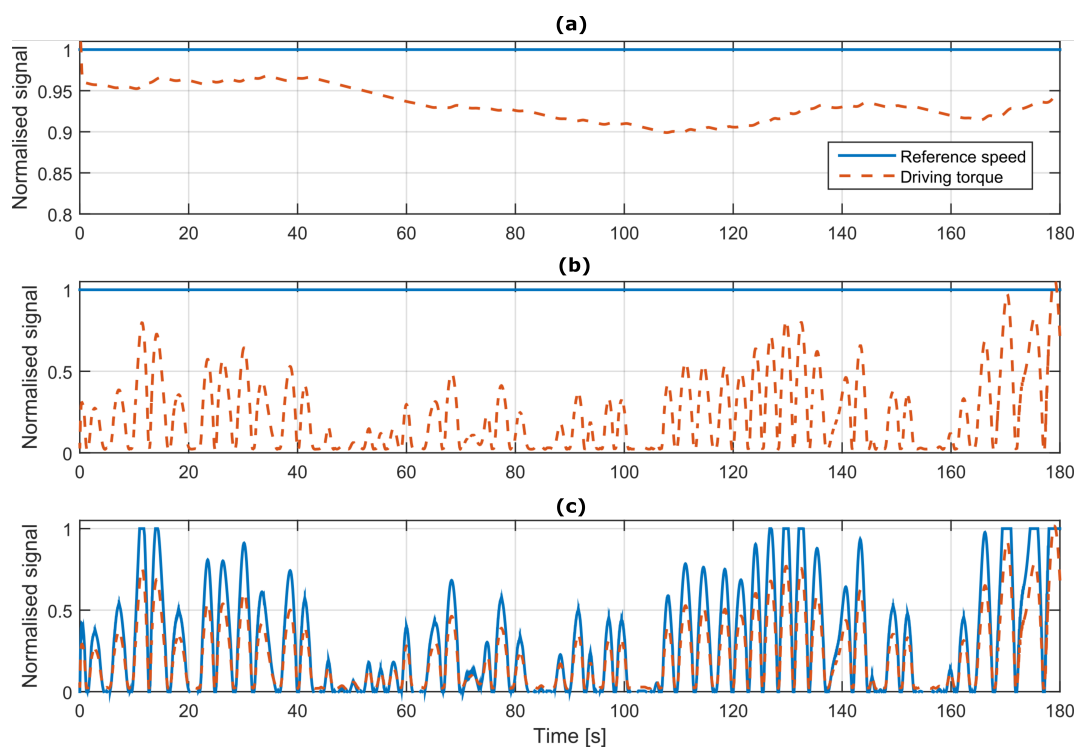 (a)
Normalised signal
1
0.95
0.9
0.85
0.8
Reference speed
Driving torque
0 20 40 60 80 100 120 140 160 180
(b)
Normalised signal
1
0.5
0
0 20 40 60 80 100 120 140 160 180
(c)
Normalised signal
1
0.5
0
0 20 40 60 80 100 120 140 160 180
Time [s]